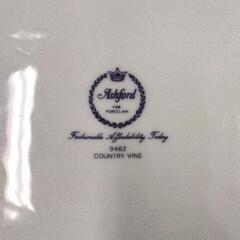 Ashford
FINE
PORCELAIN
Fashionable Affordability Today
9462
COUNTRY VINE